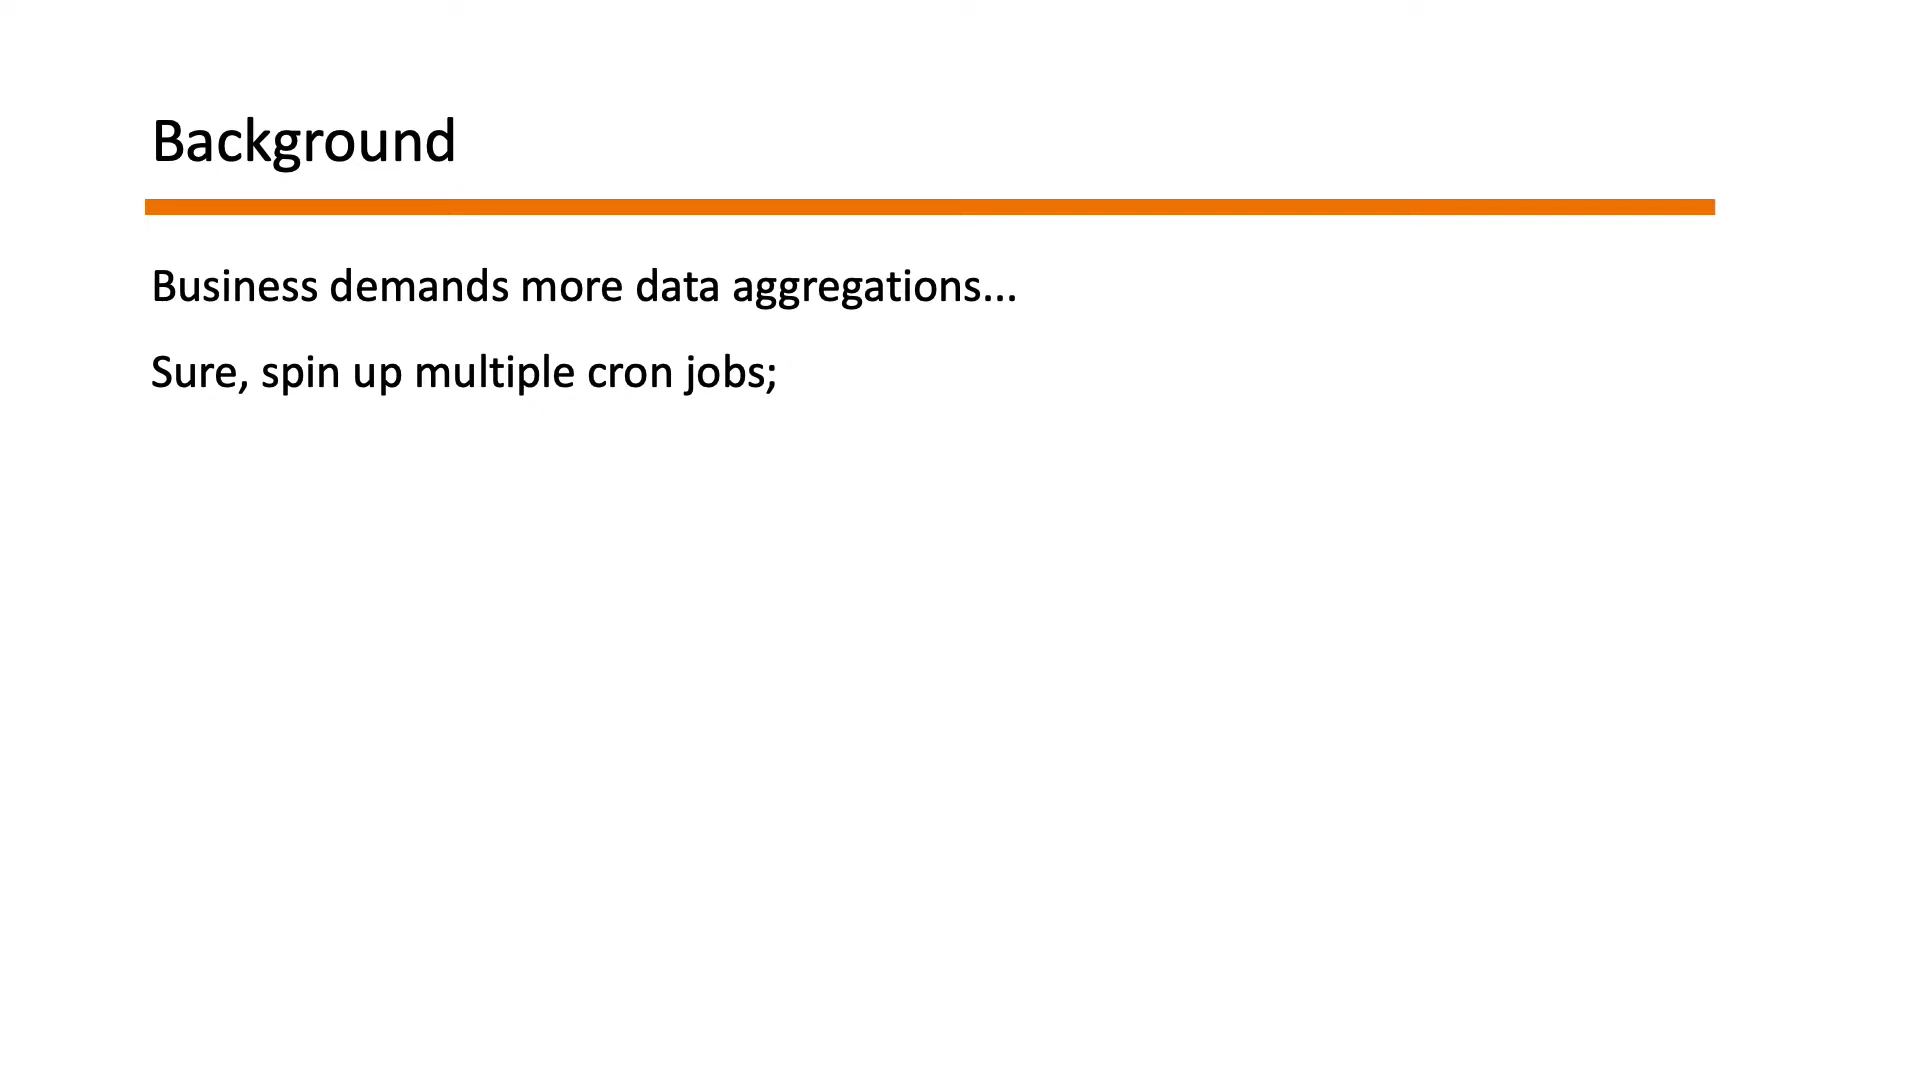 Background
Business demands more data aggregations...
Sure, spin up multiple cron jobs;